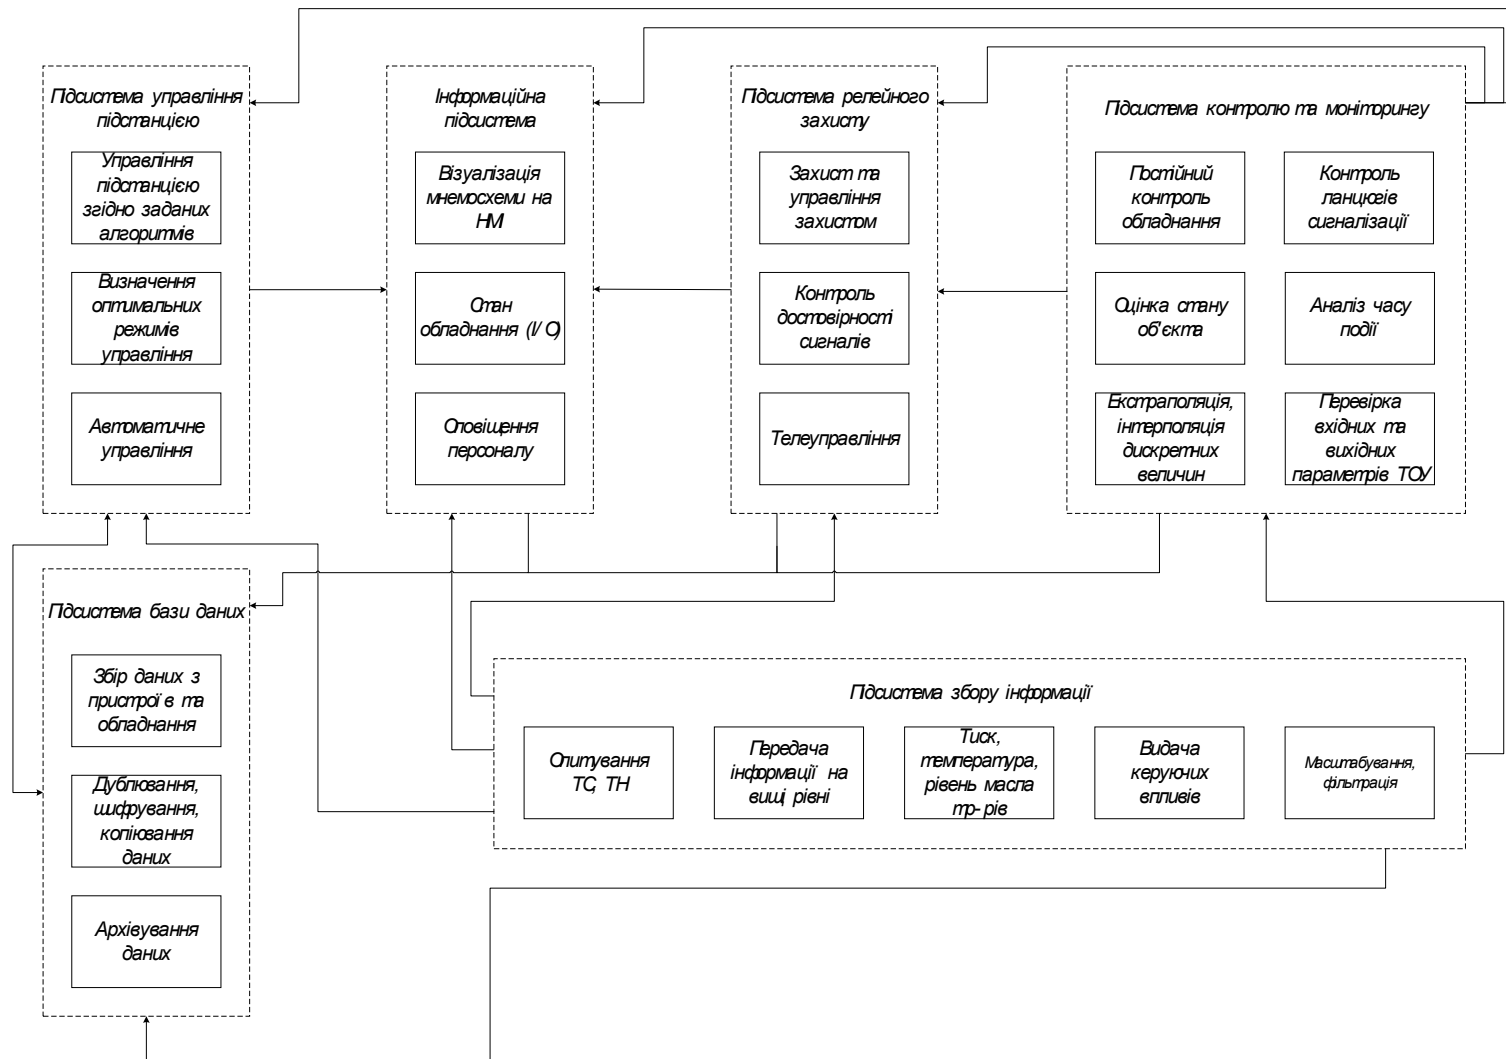 Підсистема управління
підстанцією
Управління
підстанцією
згідно заданих
алгоритмів
Визначення
оптимальних
режимів
управління
Автоматичне
управління
Інформаційна
підсистема
Візуалізація
мнемосхеми на
НМІ
Стан
обладнання (I/O)
Оповіщення
персоналу
Підсистема релейного
захисту
Захист та
управління
захистом
Контроль
достовірності
сигналів
Телеуправління
Підсистема контролю та моніторингу
Постійний
контроль
обладнання
Контроль
ланцюгів
сигналізації
Оцінка стану
об'єкта
Аналіз часу
події
Екстраполяція,
інтерполяція
дискретних
величин
Перевірка
вхідних та
вихідних
параметрів ТОУ
Підсистема бази даних
Збір даних з
пристроїв та
обладнання
Дублювання,
шифрування,
копіювання
даних
Архівування
даних
Підсистема збору інформації
Опитування
ТС, ТН
Передача
інформації на
вищі рівні
Тиск,
температура,
рівень масла
тр-рів
Видача
керуючих
впливів
Масштабування,
фільтрація